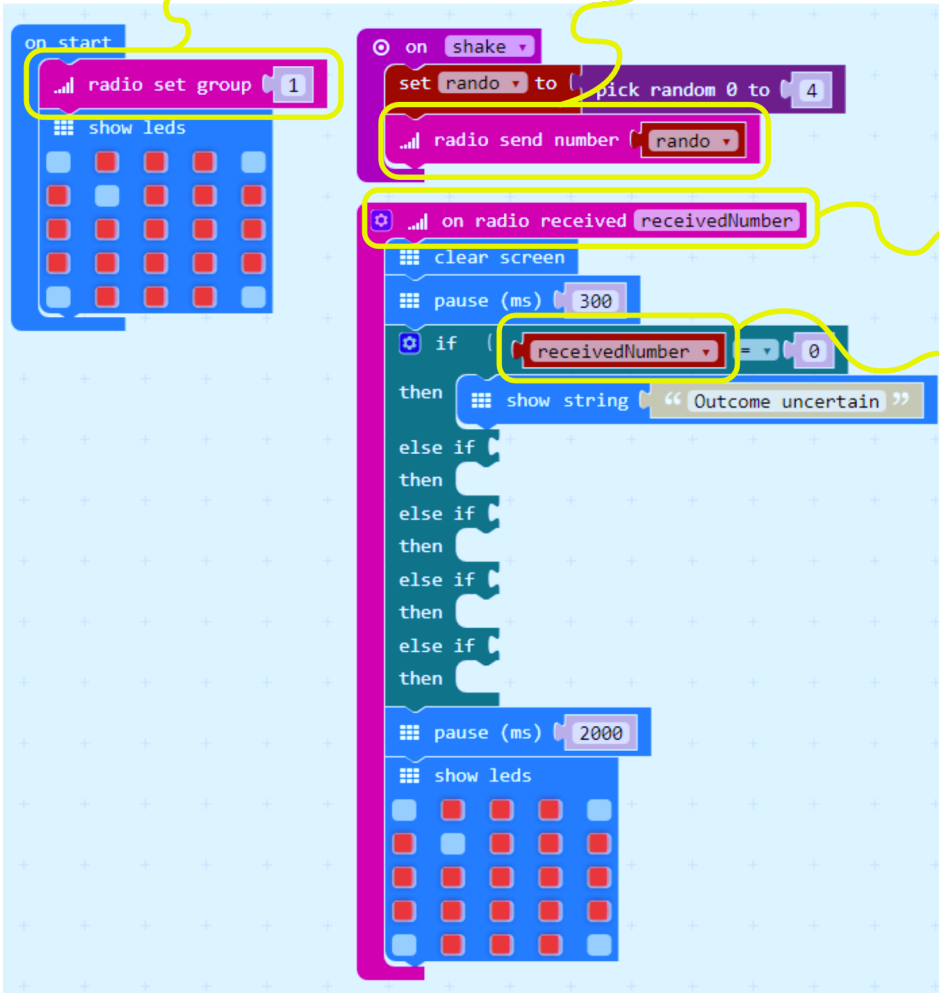 on start
radio set group 1
show leds
on shake
set rando to pick random 0 to 4
radio send number rando
on radio received receivedNumber
clear screen
pause (ms) 300
if receivedNumber = 0
then show string “ Outcome uncertain ”
else if
then
else if
then
else if
then
else if
then
pause (ms) 2000
show leds